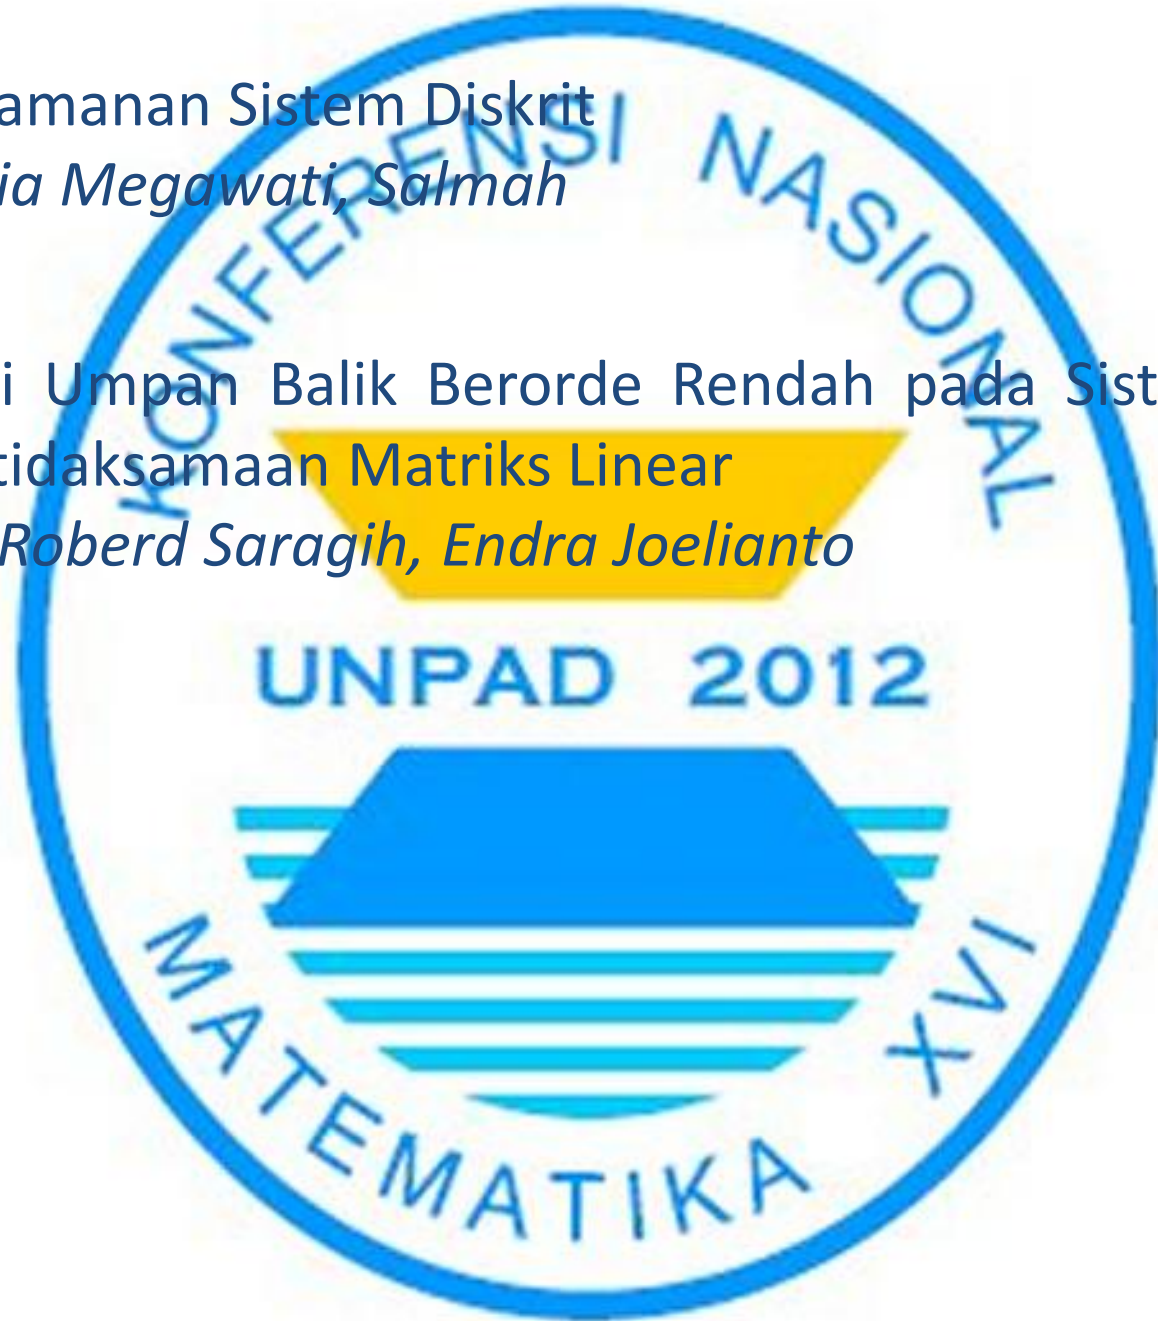 amanan Sistem Diskrit
ia Megawati, Salmah
i Umpan Balik Berorde Rendah pada Sist
tidaksamaan Matriks Linear
Roberd Saragih, Endra Joelianto
KONFERENSI NASIONAL
UNPAD 2012
MATEMATIKA XVI